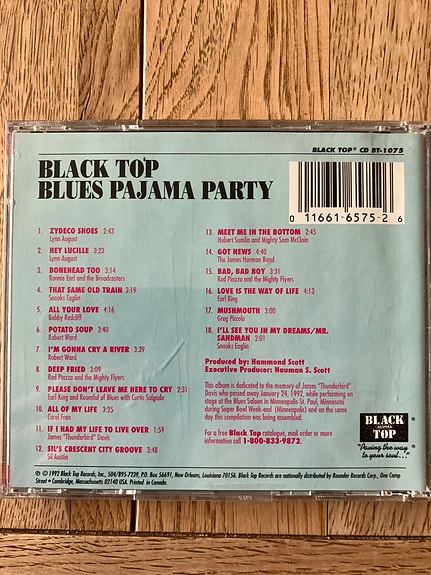 BLACK TOP® CD BT-1075
BLACK TOP
BLUES PAJAMA PARTY
0 11661-6575-2 6
1. ZYDECO SHOES 2:43
Lynn August
2. HEY LUCILLE 3:23
Lynn August
3. BONEHEAD TOO 3:14
Ronnie Earl and the Broadcasters
4. THAT SAME OLD TRAIN 3:19
Snooks Eaglin
5. ALL YOUR LOVE 4:16
Bobby Radcliff
6. POTATO SOUP 3:40
Robert Ward
7. I'M GONNA CRY A RIVER 3:39
Robert Ward
8. DEEP FRIED 3:09
Rod Piazza and the Mighty Flyers
9. PLEASE DON'T LEAVE ME HERE TO CRY 3:31
Earl King and Roomful of Blues with Curtis Salgado
10. ALL OF MY LIFE 3:25
Carol Fran
11. IF I HAD MY LIFE TO LIVE OVER 1:59
James "Thunderbird" Davis
12. SIL'S CRESCENT CITY GROOVE 3:48
Sil Austin
13. MEET ME IN THE BOTTOM 2:45
Hubert Sumlin and Mighty Sam McClain
14. GOT NEWS 4:40
The James Harman Band
15. BAD, BAD BOY 3:31
Rod Piazza and the Mighty Flyers
16. LOVE IS THE WAY OF LIFE 4:13
Earl King
17. MUSHMOUTH 3:00
Greg Piccolo
18. I'LL SEE YOU IN MY DREAMS/MR.
SANDMAN 2:01
Snooks Eaglin
Produced by: Hammond Scott
Executive Producer: Nauman S. Scott
This album is dedicated to the memory of James "Thunderbird"
Davis who passed away January 24, 1992, while performing on
stage at the Blues Saloon in Minneapolis-St. Paul, Minnesota
during Super Bowl Week-end (Minneapolis) and on the same
day this compilation was being assembled.
For a free Black Top catalogue, mail order or more
information call 1-800-833-9872.
BLACK
TOP
"Paving the way
to your soul..."
℗ © 1992 Black Top Records, Inc., 504/895-7239, P.O. Box 56691, New Orleans, Louisiana 70156. Black Top Records, are nationally distributed by Rounder Records Corp., One Camp
Street • Cambridge, Massachusetts 02140 USA. Printed in Canada.